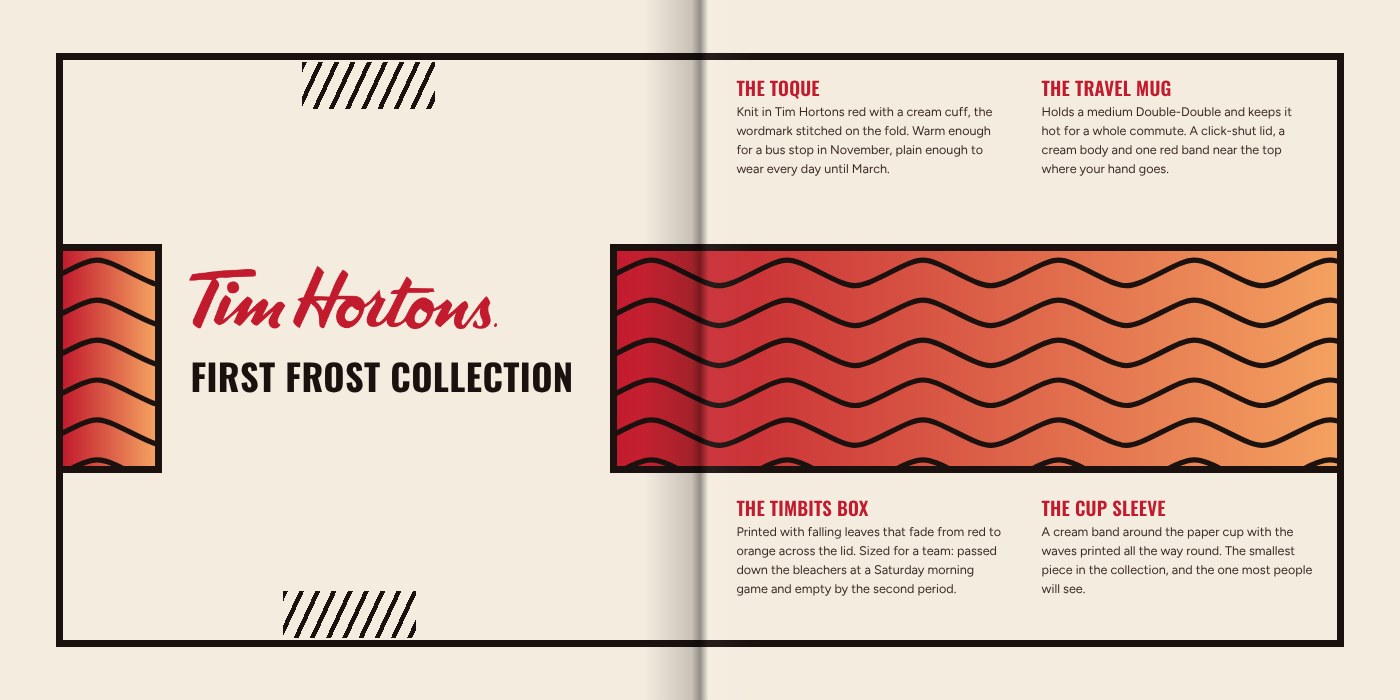 Tim Hortons.
FIRST FROST COLLECTION
THE TOQUE
Knit in Tim Hortons red with a cream cuff, the
wordmark stitched on the fold. Warm enough
for a bus stop in November, plain enough to
wear every day until March.
THE TRAVEL MUG
Holds a medium Double-Double and keeps it
hot for a whole commute. A click-shut lid, a
cream body and one red band near the top
where your hand goes.
THE TIMBITS BOX
Printed with falling leaves that fade from red to
orange across the lid. Sized for a team: passed
down the bleachers at a Saturday morning
game and empty by the second period.
THE CUP SLEEVE
A cream band around the paper cup with the
waves printed all the way round. The smallest
piece in the collection, and the one most people
will see.